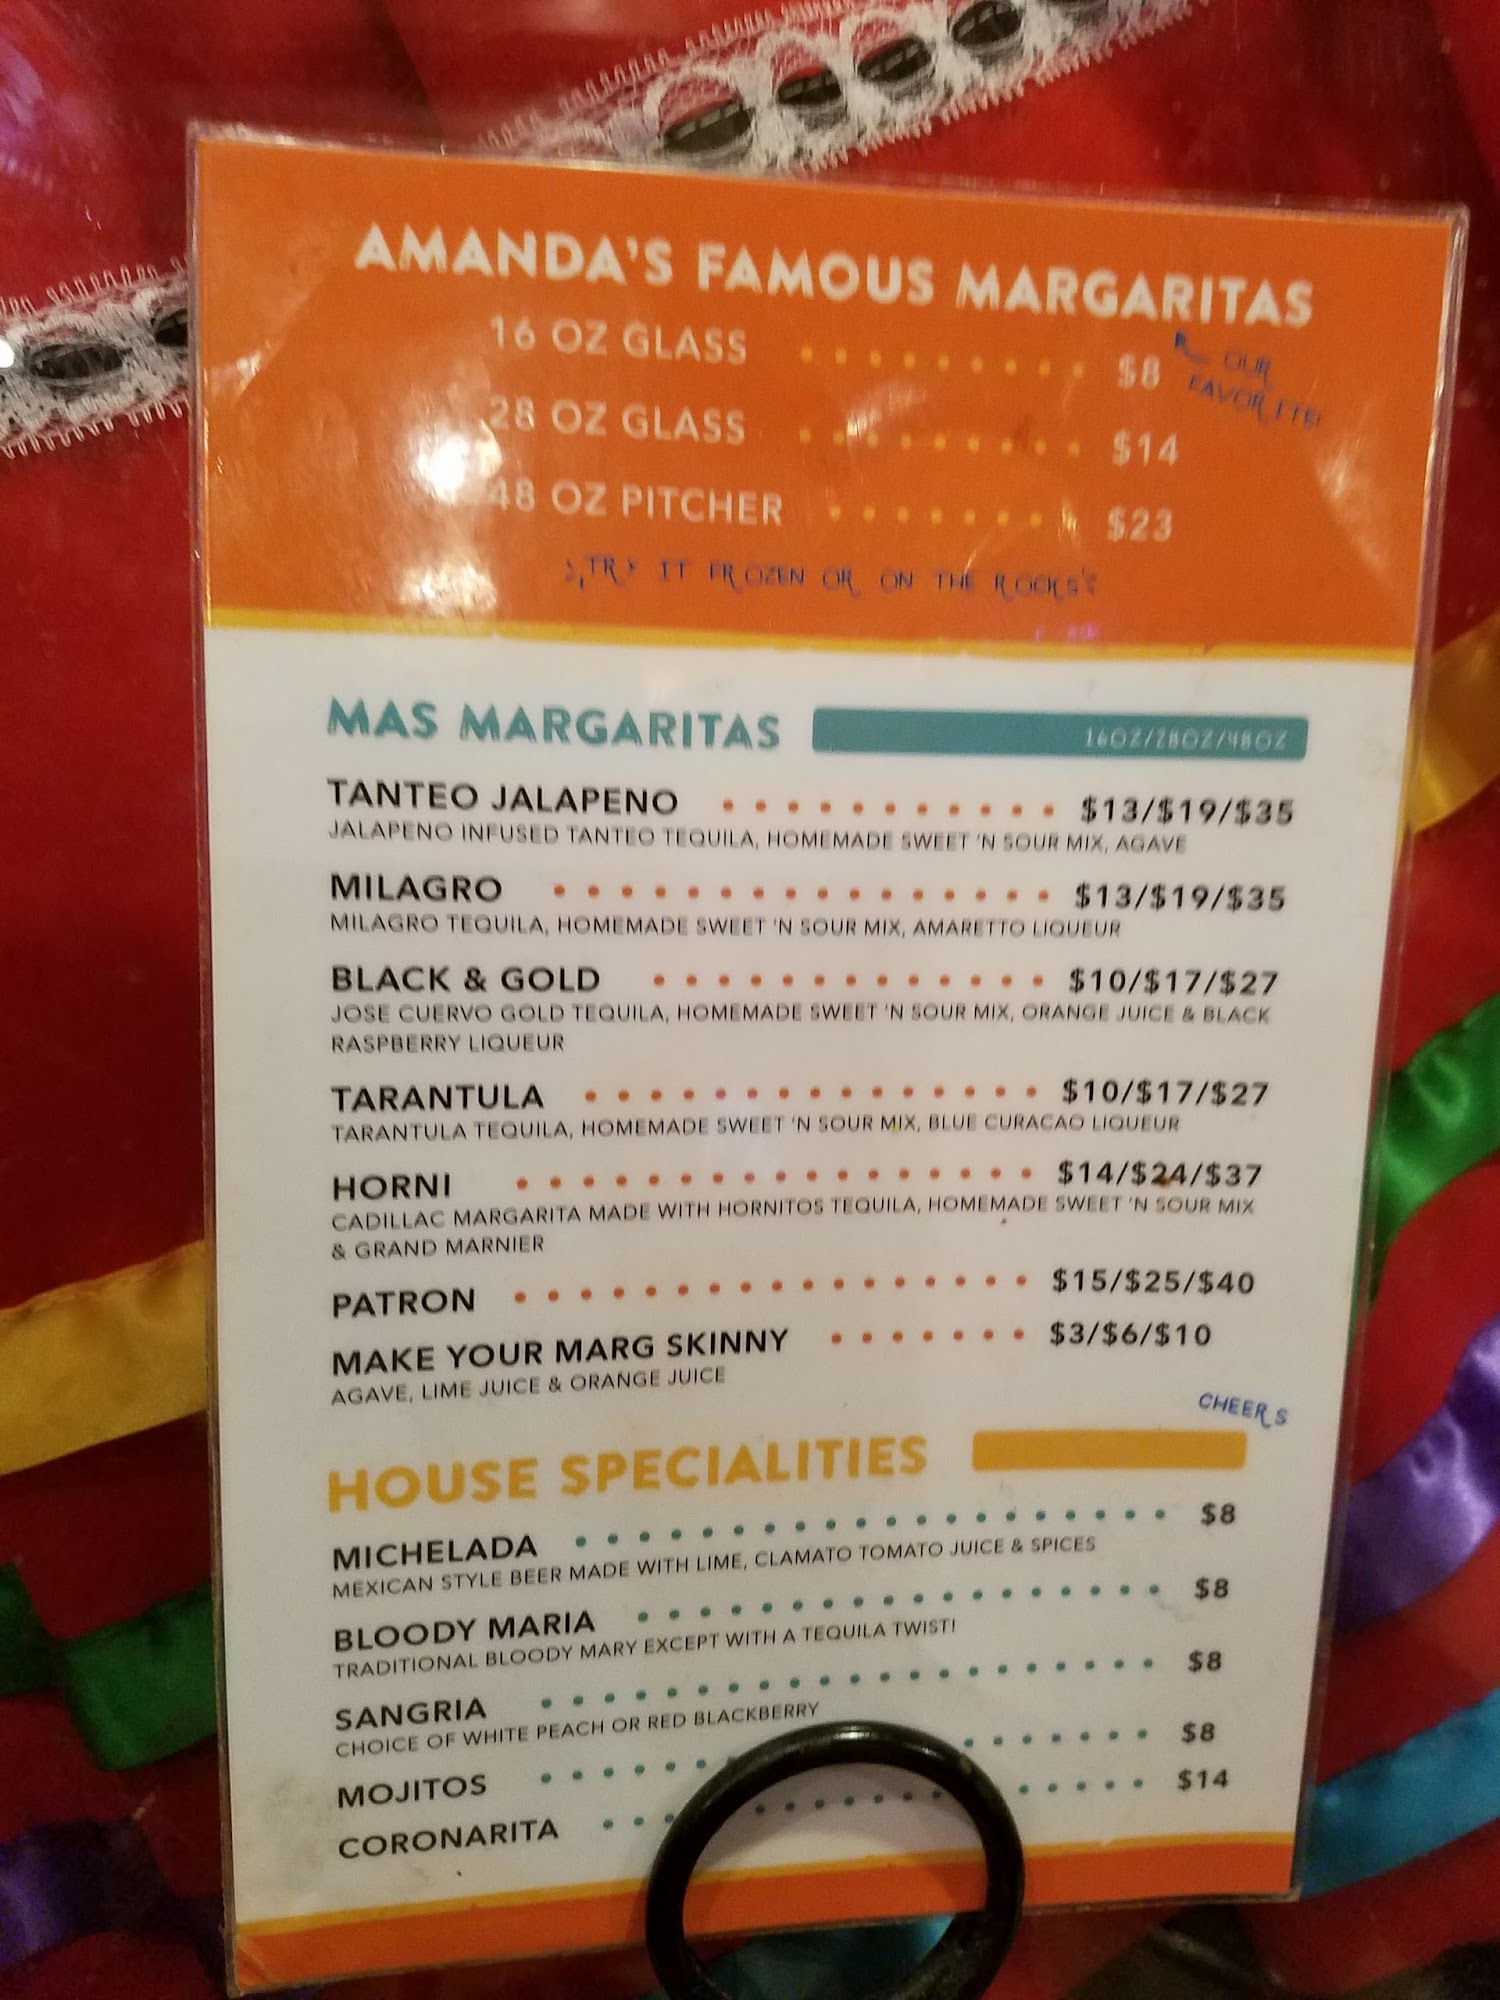 AMANDA'S FAMOUS MARGARITAS
16 OZ GLASS $8
OUR
FAVORITE!
28 OZ GLASS $14
48 OZ PITCHER $23
TRY IT FROZEN OR ON THE ROCKS
MAS MARGARITAS 16OZ/28OZ/48OZ
TANTEO JALAPENO $13/$19/$35
JALAPENO INFUSED TANTEO TEQUILA, HOMEMADE SWEET 'N SOUR MIX, AGAVE
MILAGRO $13/$19/$35
MILAGRO TEQUILA, HOMEMADE SWEET 'N SOUR MIX, AMARETTO LIQUEUR
BLACK & GOLD $10/$17/$27
JOSE CUERVO GOLD TEQUILA, HOMEMADE SWEET 'N SOUR MIX, ORANGE JUICE & BLACK
RASPBERRY LIQUEUR
TARANTULA $10/$17/$27
TARANTULA TEQUILA, HOMEMADE SWEET 'N SOUR MIX, BLUE CURACAO LIQUEUR
HORNI $14/$24/$37
CADILLAC MARGARITA MADE WITH HORNITOS TEQUILA, HOMEMADE SWEET 'N SOUR MIX
& GRAND MARNIER
PATRON $15/$25/$40
MAKE YOUR MARG SKINNY $3/$6/$10
AGAVE, LIME JUICE & ORANGE JUICE
CHEERS
HOUSE SPECIALITIES
MICHELADA $8
MEXICAN STYLE BEER MADE WITH LIME, CLAMATO TOMATO JUICE & SPICES
BLOODY MARIA $8
TRADITIONAL BLOODY MARY EXCEPT WITH A TEQUILA TWIST!
SANGRIA $8
CHOICE OF WHITE PEACH OR RED BLACKBERRY
MOJITOS $8
CORONARITA $14